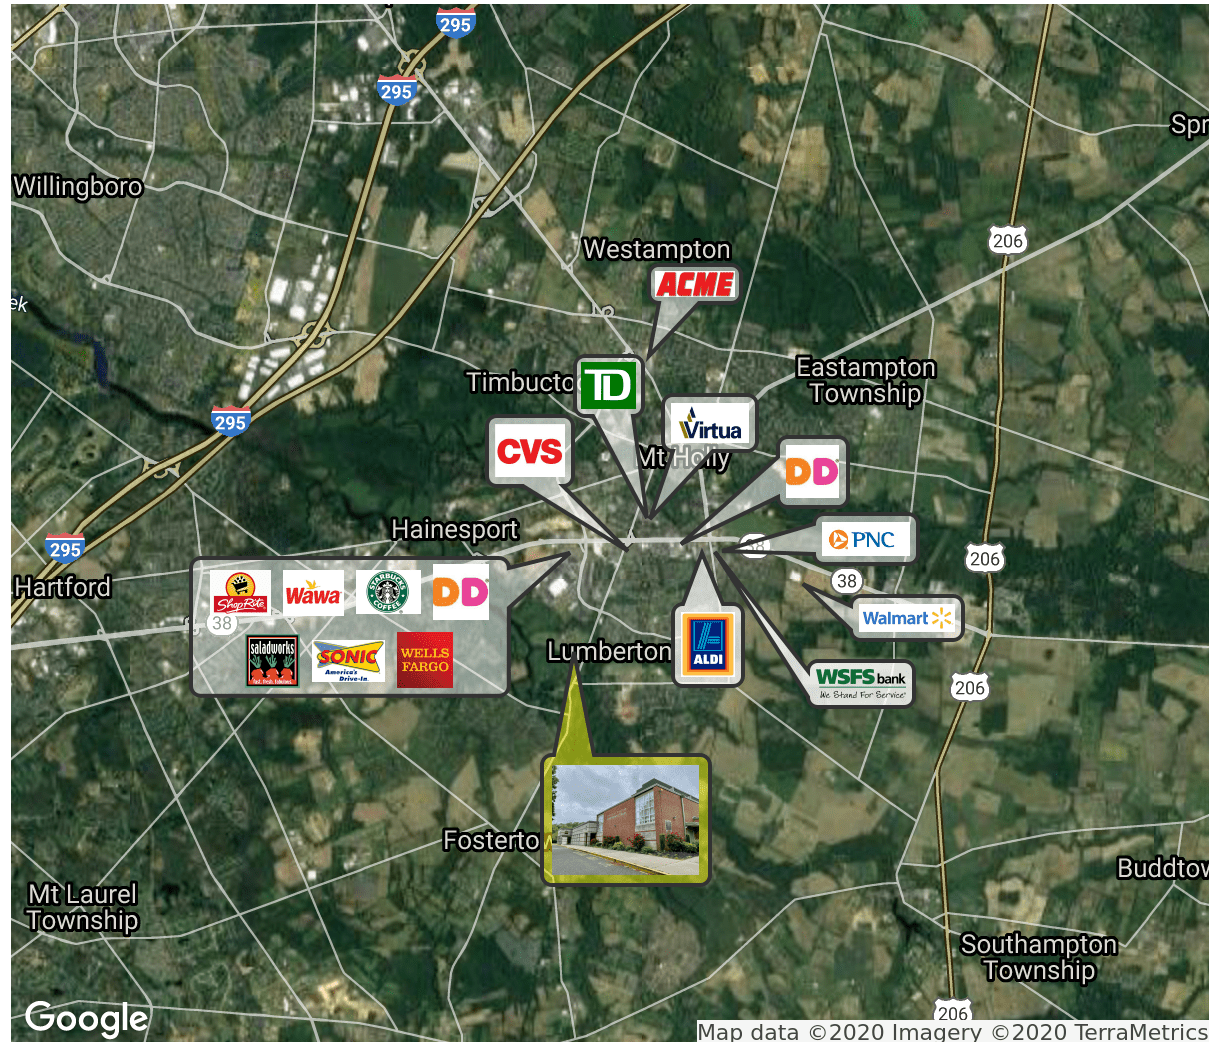 295
295
Spr
Willingboro
206
Westampton
ACME
ek
Eastampton
Township
Timbucto
TD
295
Virtua
CVS
Mt Holly
DD
Hainesport
PNC
295
38
206
Hartford
38
ShopRite
Wawa
STARBUCKS
COFFEE
DD
38
Walmart
saladworks
SONIC
America's
Drive-In.
WELLS
FARGO
Lumberton
ALDI
WSFS bank
We Stand For Service
206
Fosterto
Buddtow
Mt Laurel
Township
Southampton
Township
206
Google
Map data ©2020 Imagery ©2020 TerraMetrics